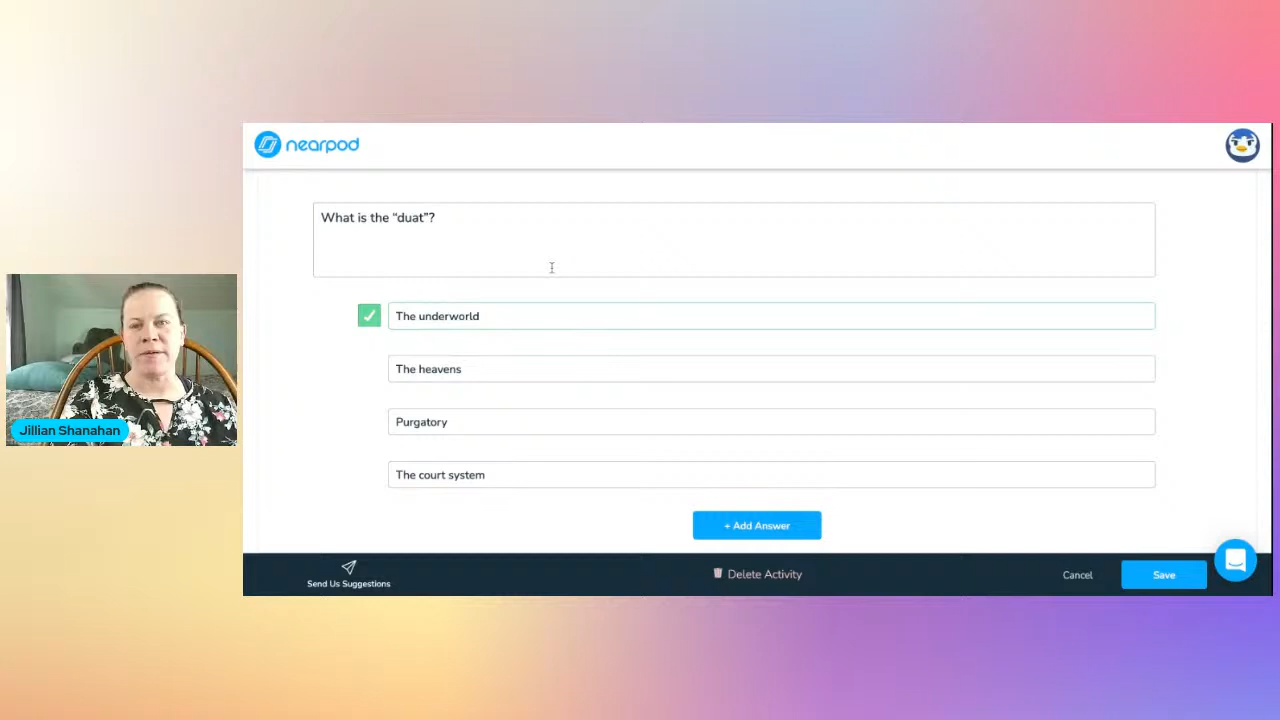 nearpod
What is the “duat”?
The underworld
The heavens
Purgatory
The court system
+ Add Answer
Jillian Shanahan
Send Us Suggestions
Delete Activity
Cancel
Save